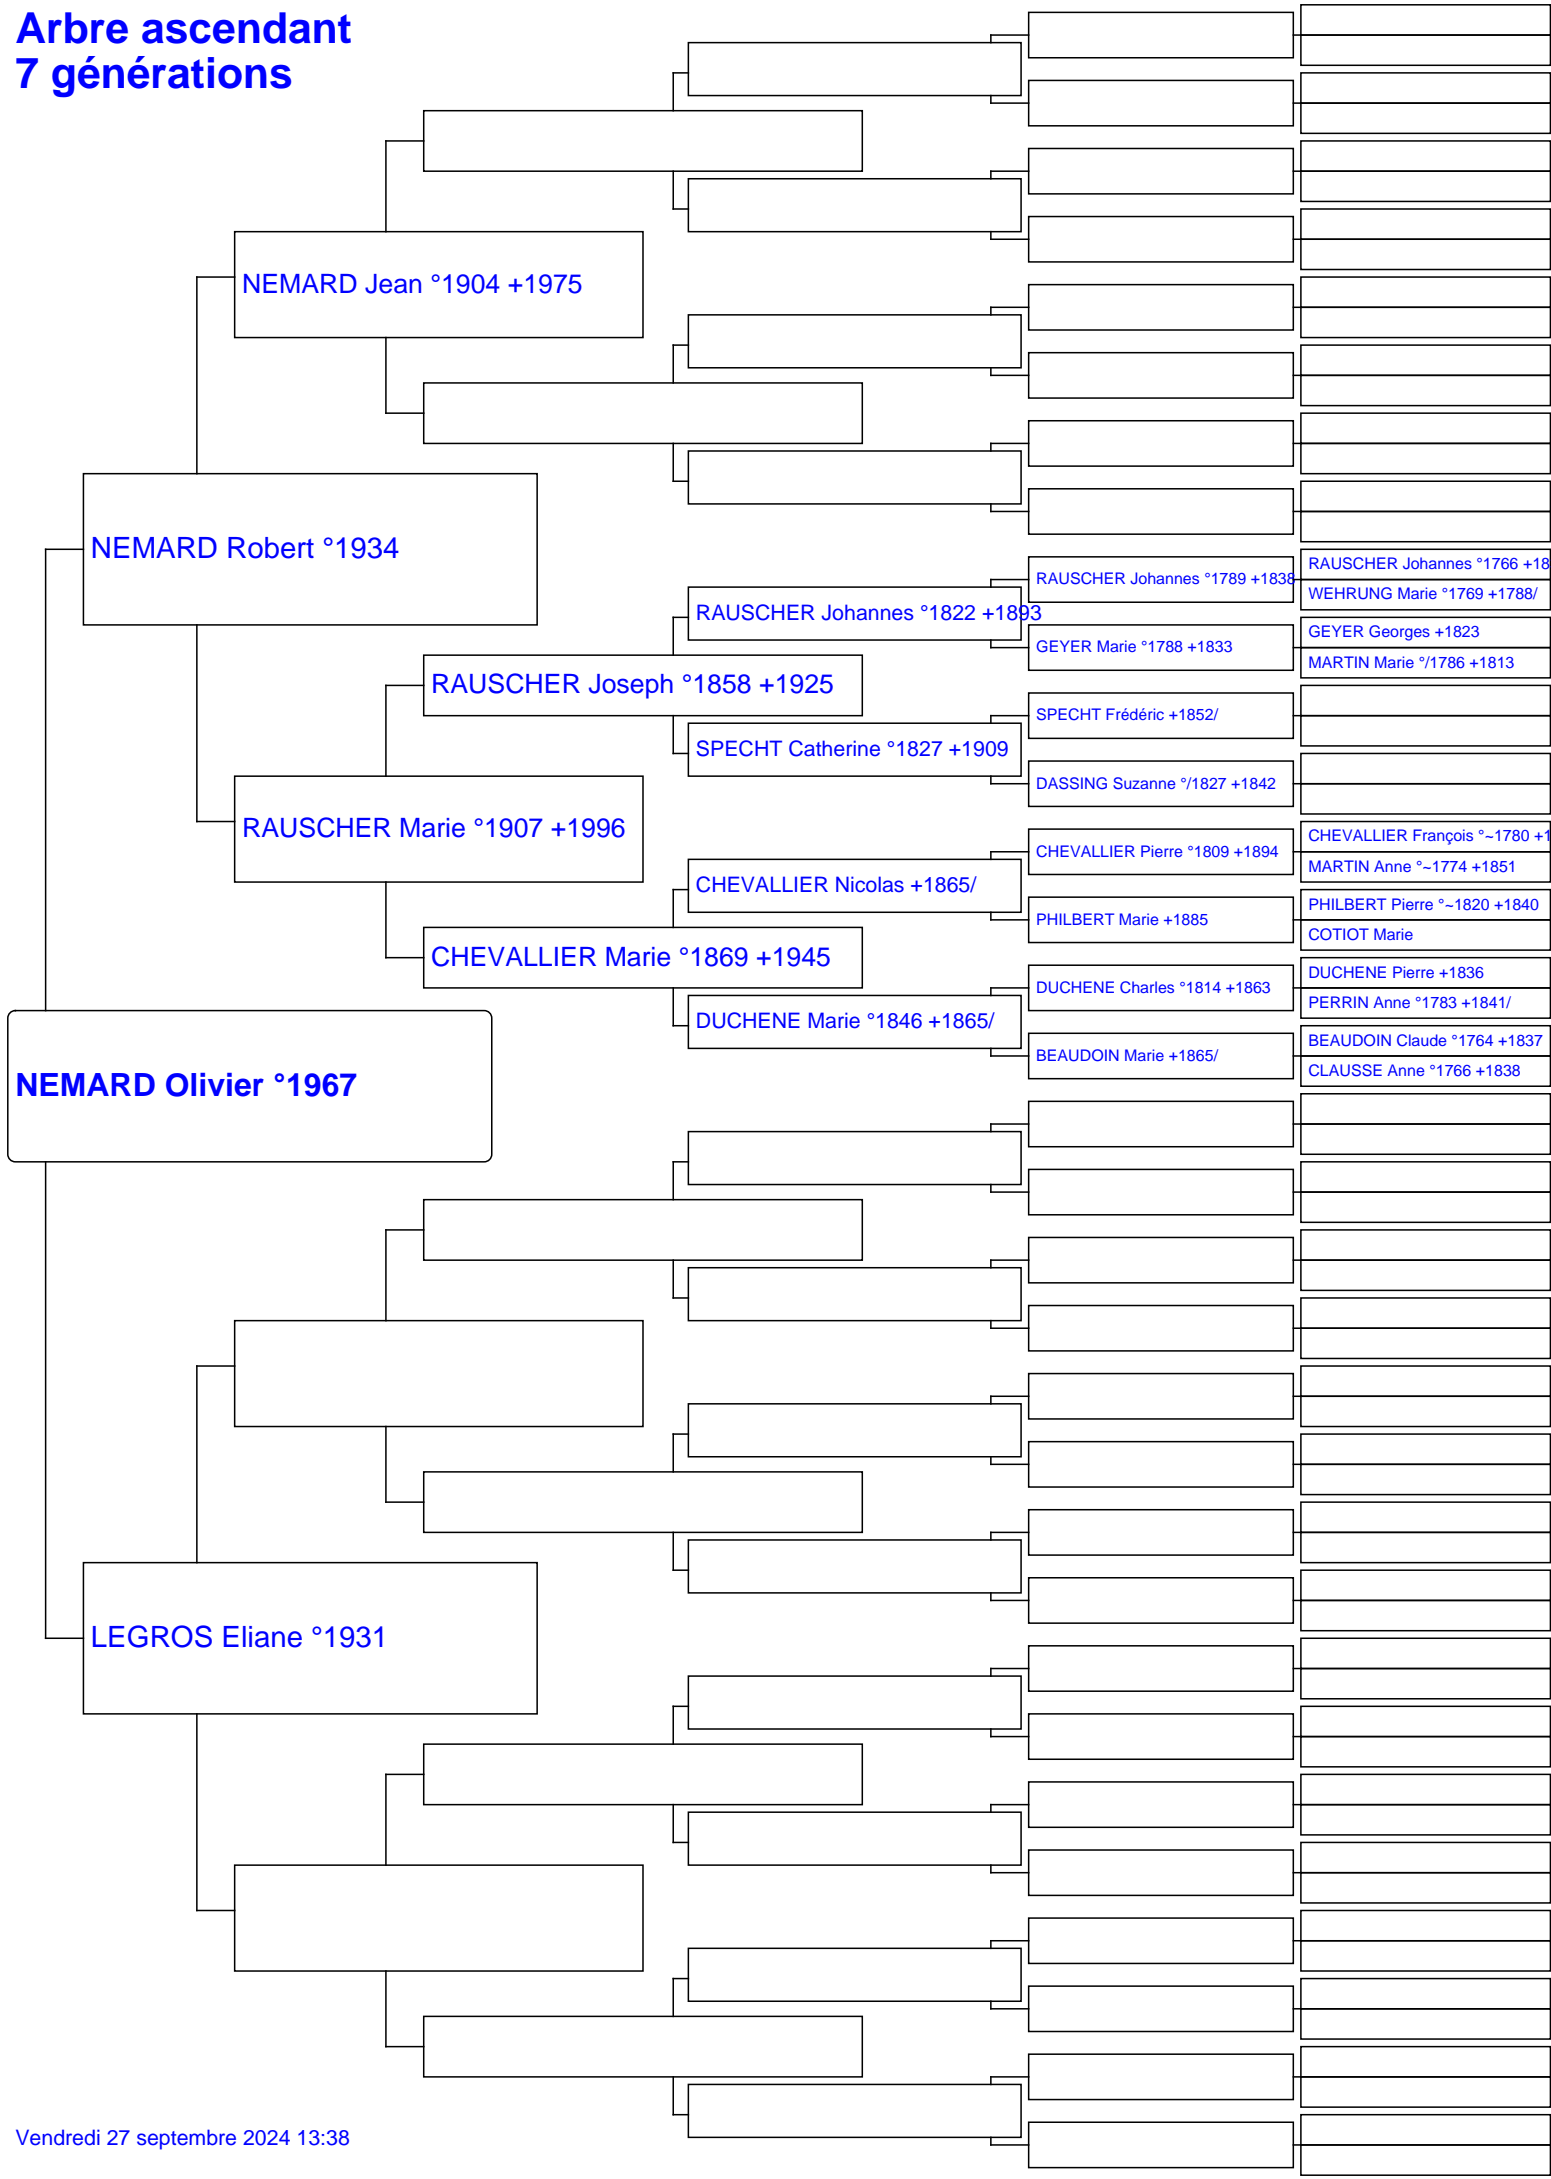 Arbre ascendant
7 générations
NEMARD Jean °1904 +1975
NEMARD Robert °1934
RAUSCHER Johannes °1766 +18
RAUSCHER Johannes °1789 +1838
WEHRUNG Marie °1769 +1788/
RAUSCHER Johannes °1822 +1893
GEYER Georges +1823
GEYER Marie °1788 +1833
MARTIN Marie °/1786 +1813
RAUSCHER Joseph °1858 +1925
SPECHT Frédéric +1852/
SPECHT Catherine °1827 +1909
DASSING Suzanne °/1827 +1842
RAUSCHER Marie °1907 +1996
CHEVALLIER François °~1780 +1
CHEVALLIER Pierre °1809 +1894
MARTIN Anne °~1774 +1851
CHEVALLIER Nicolas +1865/
PHILBERT Pierre °~1820 +1840
PHILBERT Marie +1885
COTIOT Marie
CHEVALLIER Marie °1869 +1945
DUCHENE Pierre +1836
DUCHENE Charles °1814 +1863
PERRIN Anne °1783 +1841/
DUCHENE Marie °1846 +1865/
BEAUDOIN Claude °1764 +1837
BEAUDOIN Marie +1865/
CLAUSSE Anne °1766 +1838
NEMARD Olivier °1967
LEGROS Eliane °1931
Vendredi 27 septembre 2024 13:38